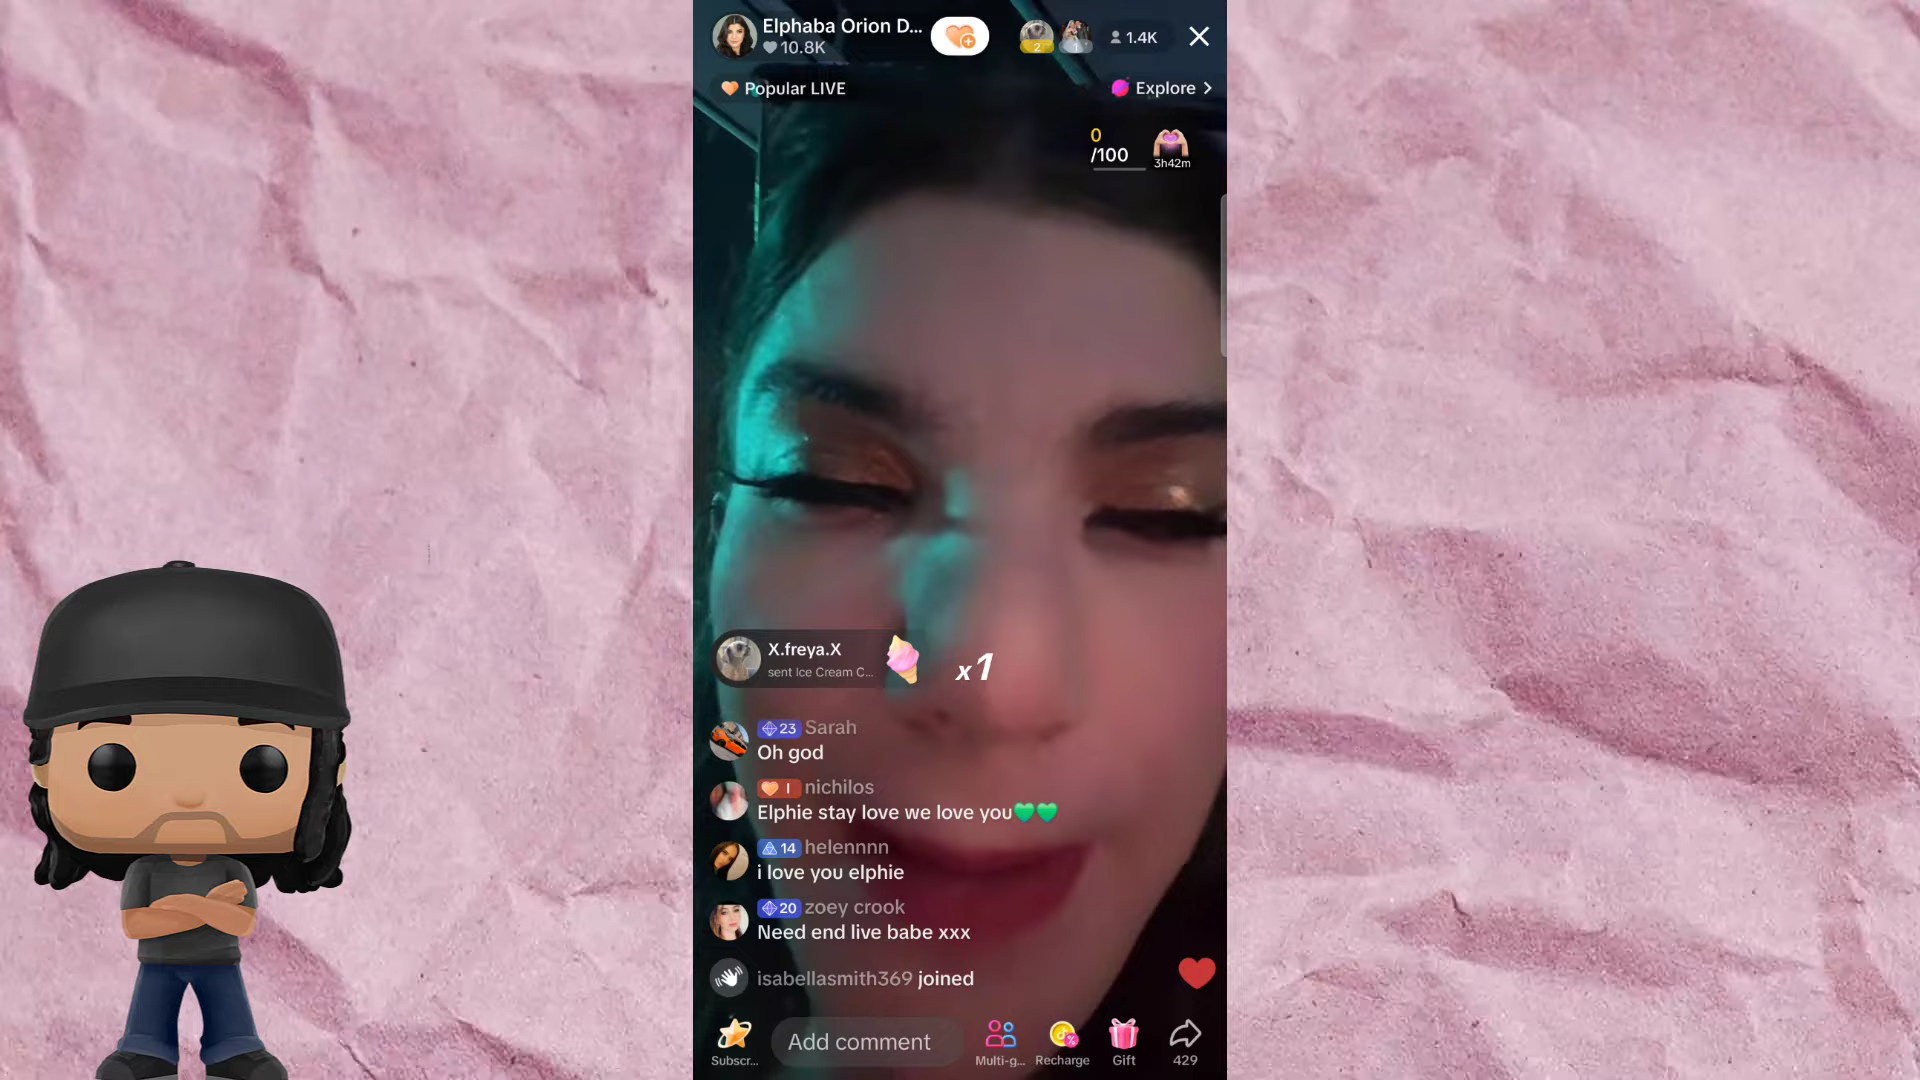 Elphaba Orion D...
10.8K
2
1
1.4K
Popular LIVE
Explore
0
/100
3h42m
X.freya.X
sent Ice Cream C...
x1
23 Sarah
Oh god
I nichilos
Elphie stay love we love you💚💚
14 helennnn
i love you elphie
20 zoey crook
Need end live babe xxx
isabellasmith369 joined
Add comment
Subscr...
Multi-g...
Recharge
Gift
429